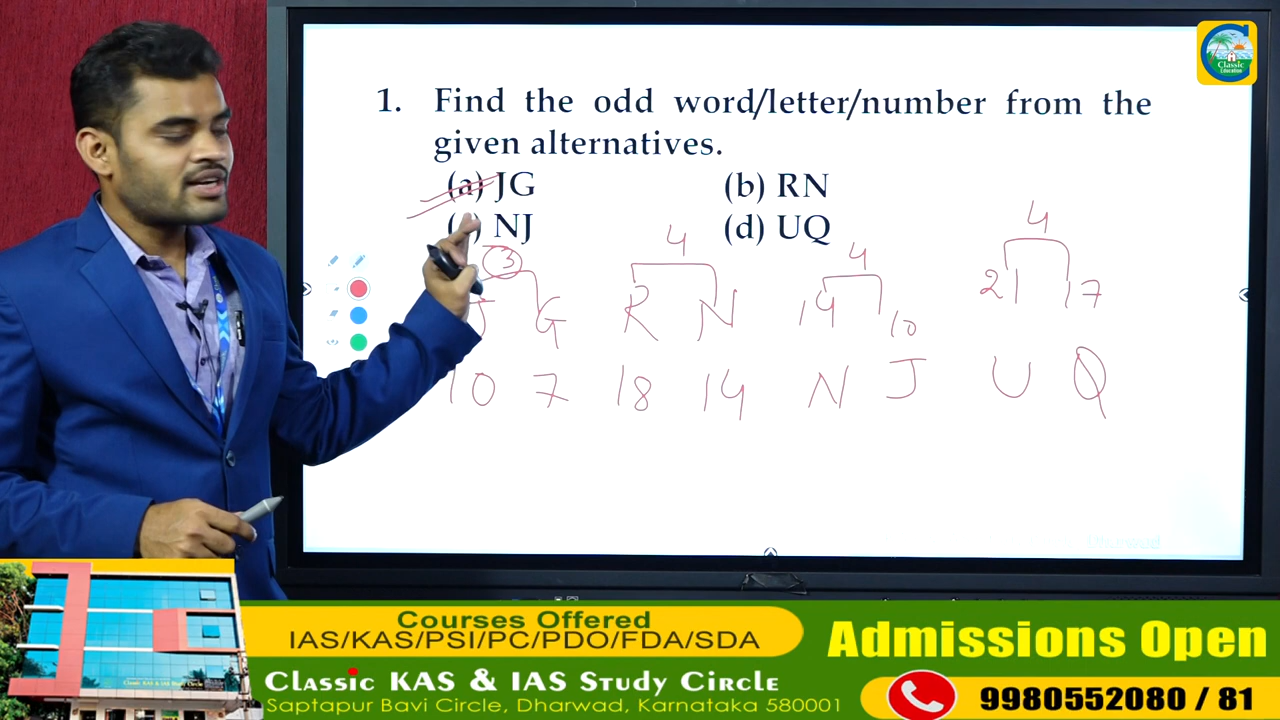 Classic
Education
1. Find the odd word/letter/number from the
given alternatives.
(a) JG (b) RN
(c) NJ (d) UQ
3 4 4 4
J G R N 14 10 21 17
10 7 18 14 N J U Q
Dharwad
Courses Offered
IAS/KAS/PSI/PC/PDO/FDA/SDA
Classic KAS & IAS Study Circle
Saptapur Bavi Circle, Dharwad, Karnataka 580001
Admissions Open
9980552080 / 81